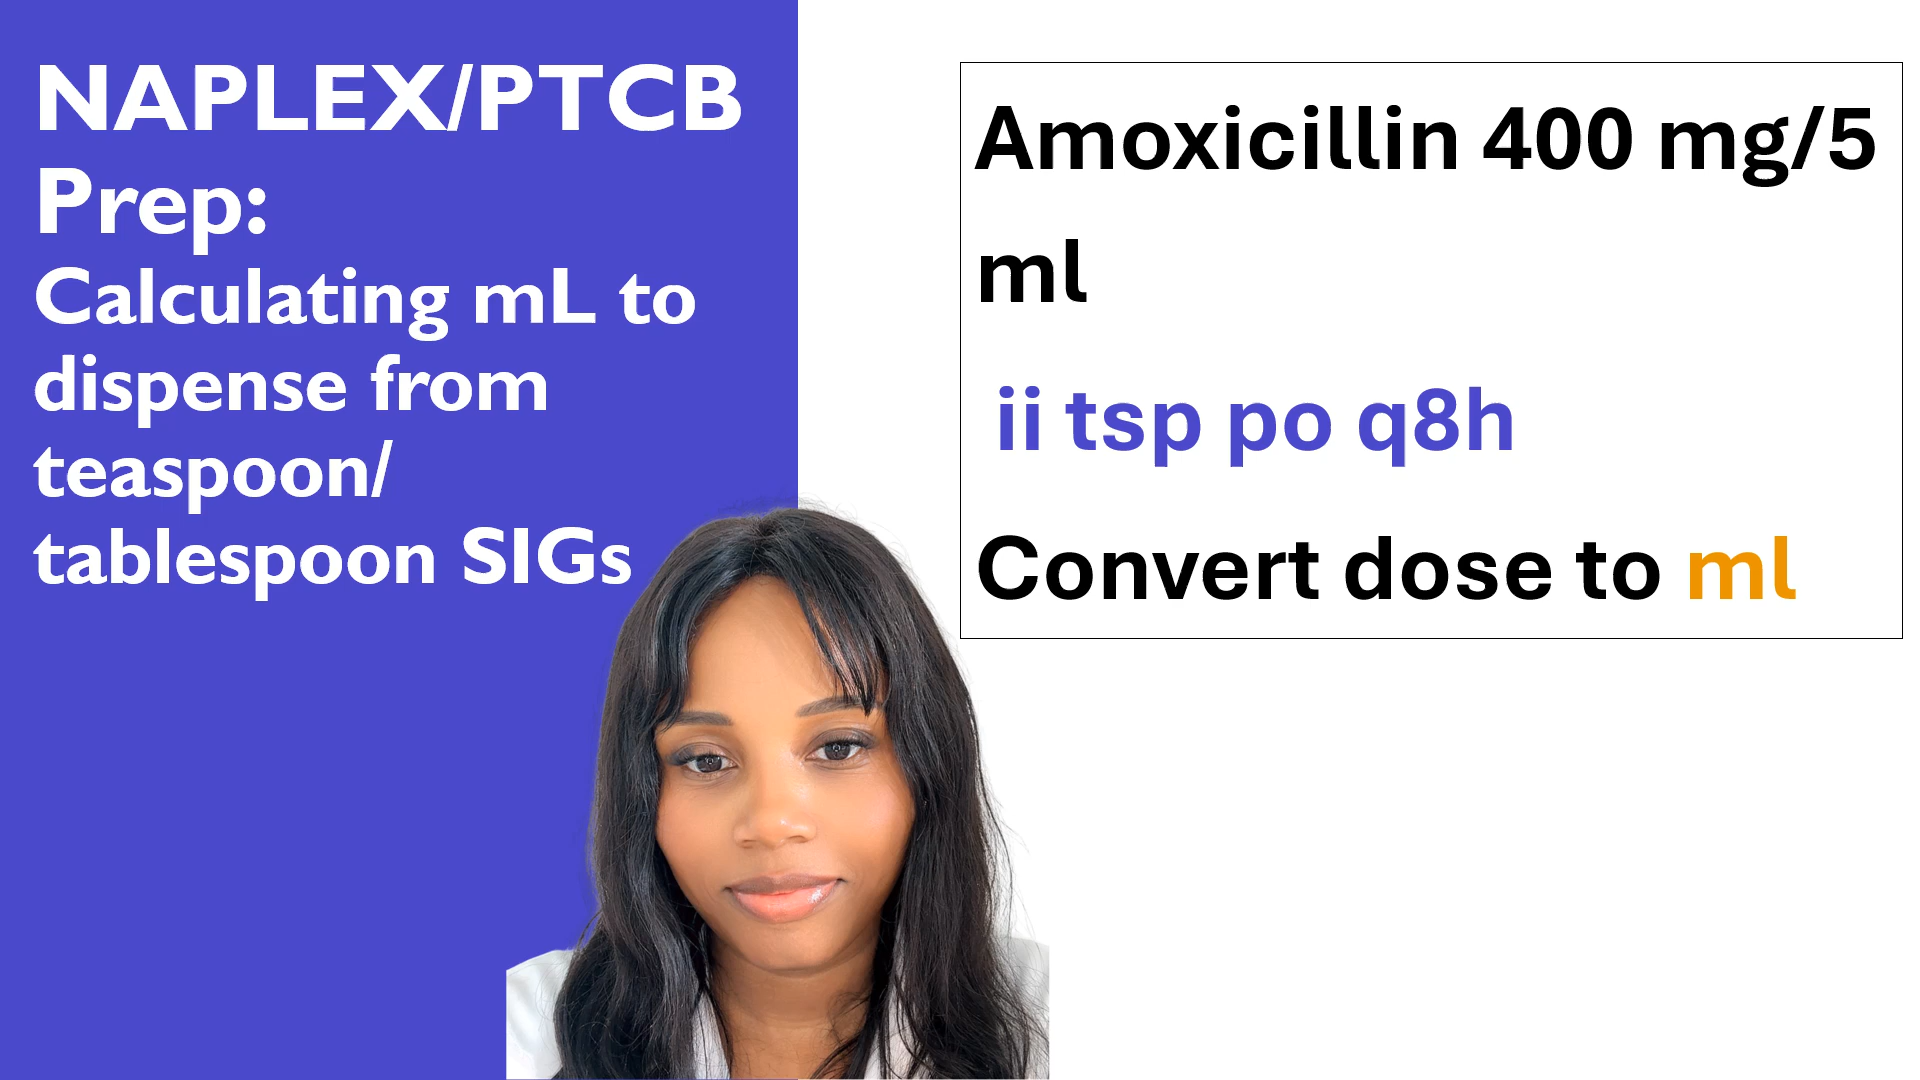 NAPLEX/PTCB
Prep:
Calculating mL to
dispense from
teaspoon/
tablespoon SIGs
Amoxicillin 400 mg/5
ml
ii tsp po q8h
Convert dose to ml